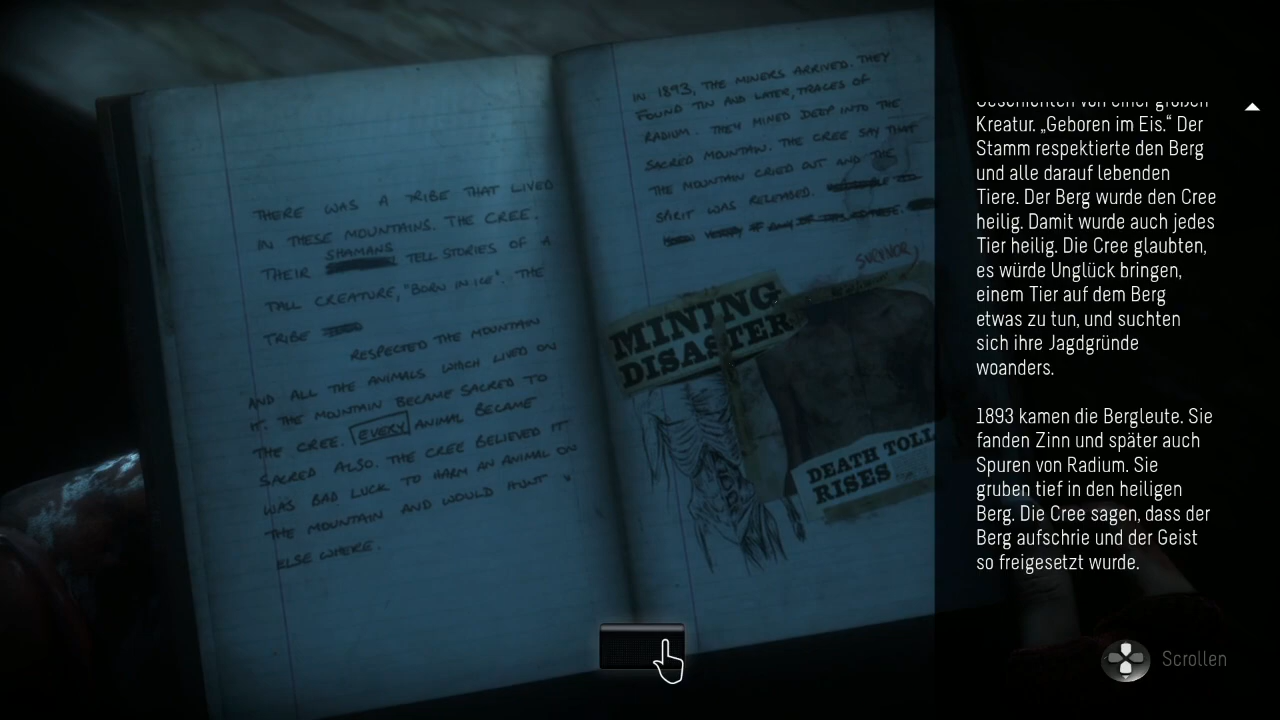 THERE WAS A TRIBE THAT LIVED
IN THESE MOUNTAINS. THE CREE.
SHAMANS
THEIR TELL STORIES OF A
TALL CREATURE, "BORN IN ICE". THE
TRIBE
RESPECTED THE MOUNTAIN
AND ALL THE ANIMALS WHICH LIVED ON
IT. THE MOUNTAIN BECAME SACRED TO
THE CREE. EVERY ANIMAL BECAME
SACRED ALSO. THE CREE BELIEVED IT
WAS BAD LUCK TO HARM AN ANIMAL ON
THE MOUNTAIN AND WOULD HUNT
ELSE WHERE.
IN 1893, THE MINERS ARRIVED. THEY
FOUND TIN AND LATER, TRACES OF
RADIUM. THEY MINED DEEP INTO THE
SACRED MOUNTAIN. THE CREE SAY THAT
THE MOUNTAIN CRIED OUT AND THE
SPIRIT WAS RELEASED.
SURVIVOR
MINING
DISASTER
DEATH TOLL
RISES
Geschichten von einer großen
Kreatur. „Geboren im Eis.“ Der
Stamm respektierte den Berg
und alle darauf lebenden
Tiere. Der Berg wurde den Cree
heilig. Damit wurde auch jedes
Tier heilig. Die Cree glaubten,
es würde Unglück bringen,
einem Tier auf dem Berg
etwas zu tun, und suchten
sich ihre Jagdgründe
woanders.
1893 kamen die Bergleute. Sie
fanden Zinn und später auch
Spuren von Radium. Sie
gruben tief in den heiligen
Berg. Die Cree sagen, dass der
Berg aufschrie und der Geist
so freigesetzt wurde.
Scrollen